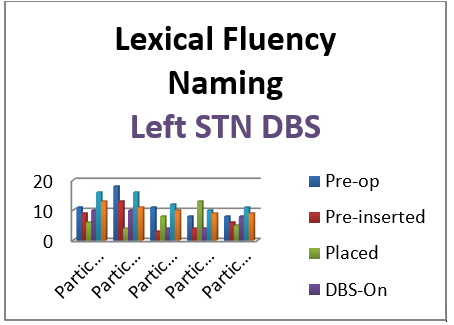 Lexical Fluency
Naming
Left STN DBS
20
10
0
Partic...
Partic...
Partic...
Partic...
Partic...
Pre-op
Pre-inserted
Placed
DBS-On